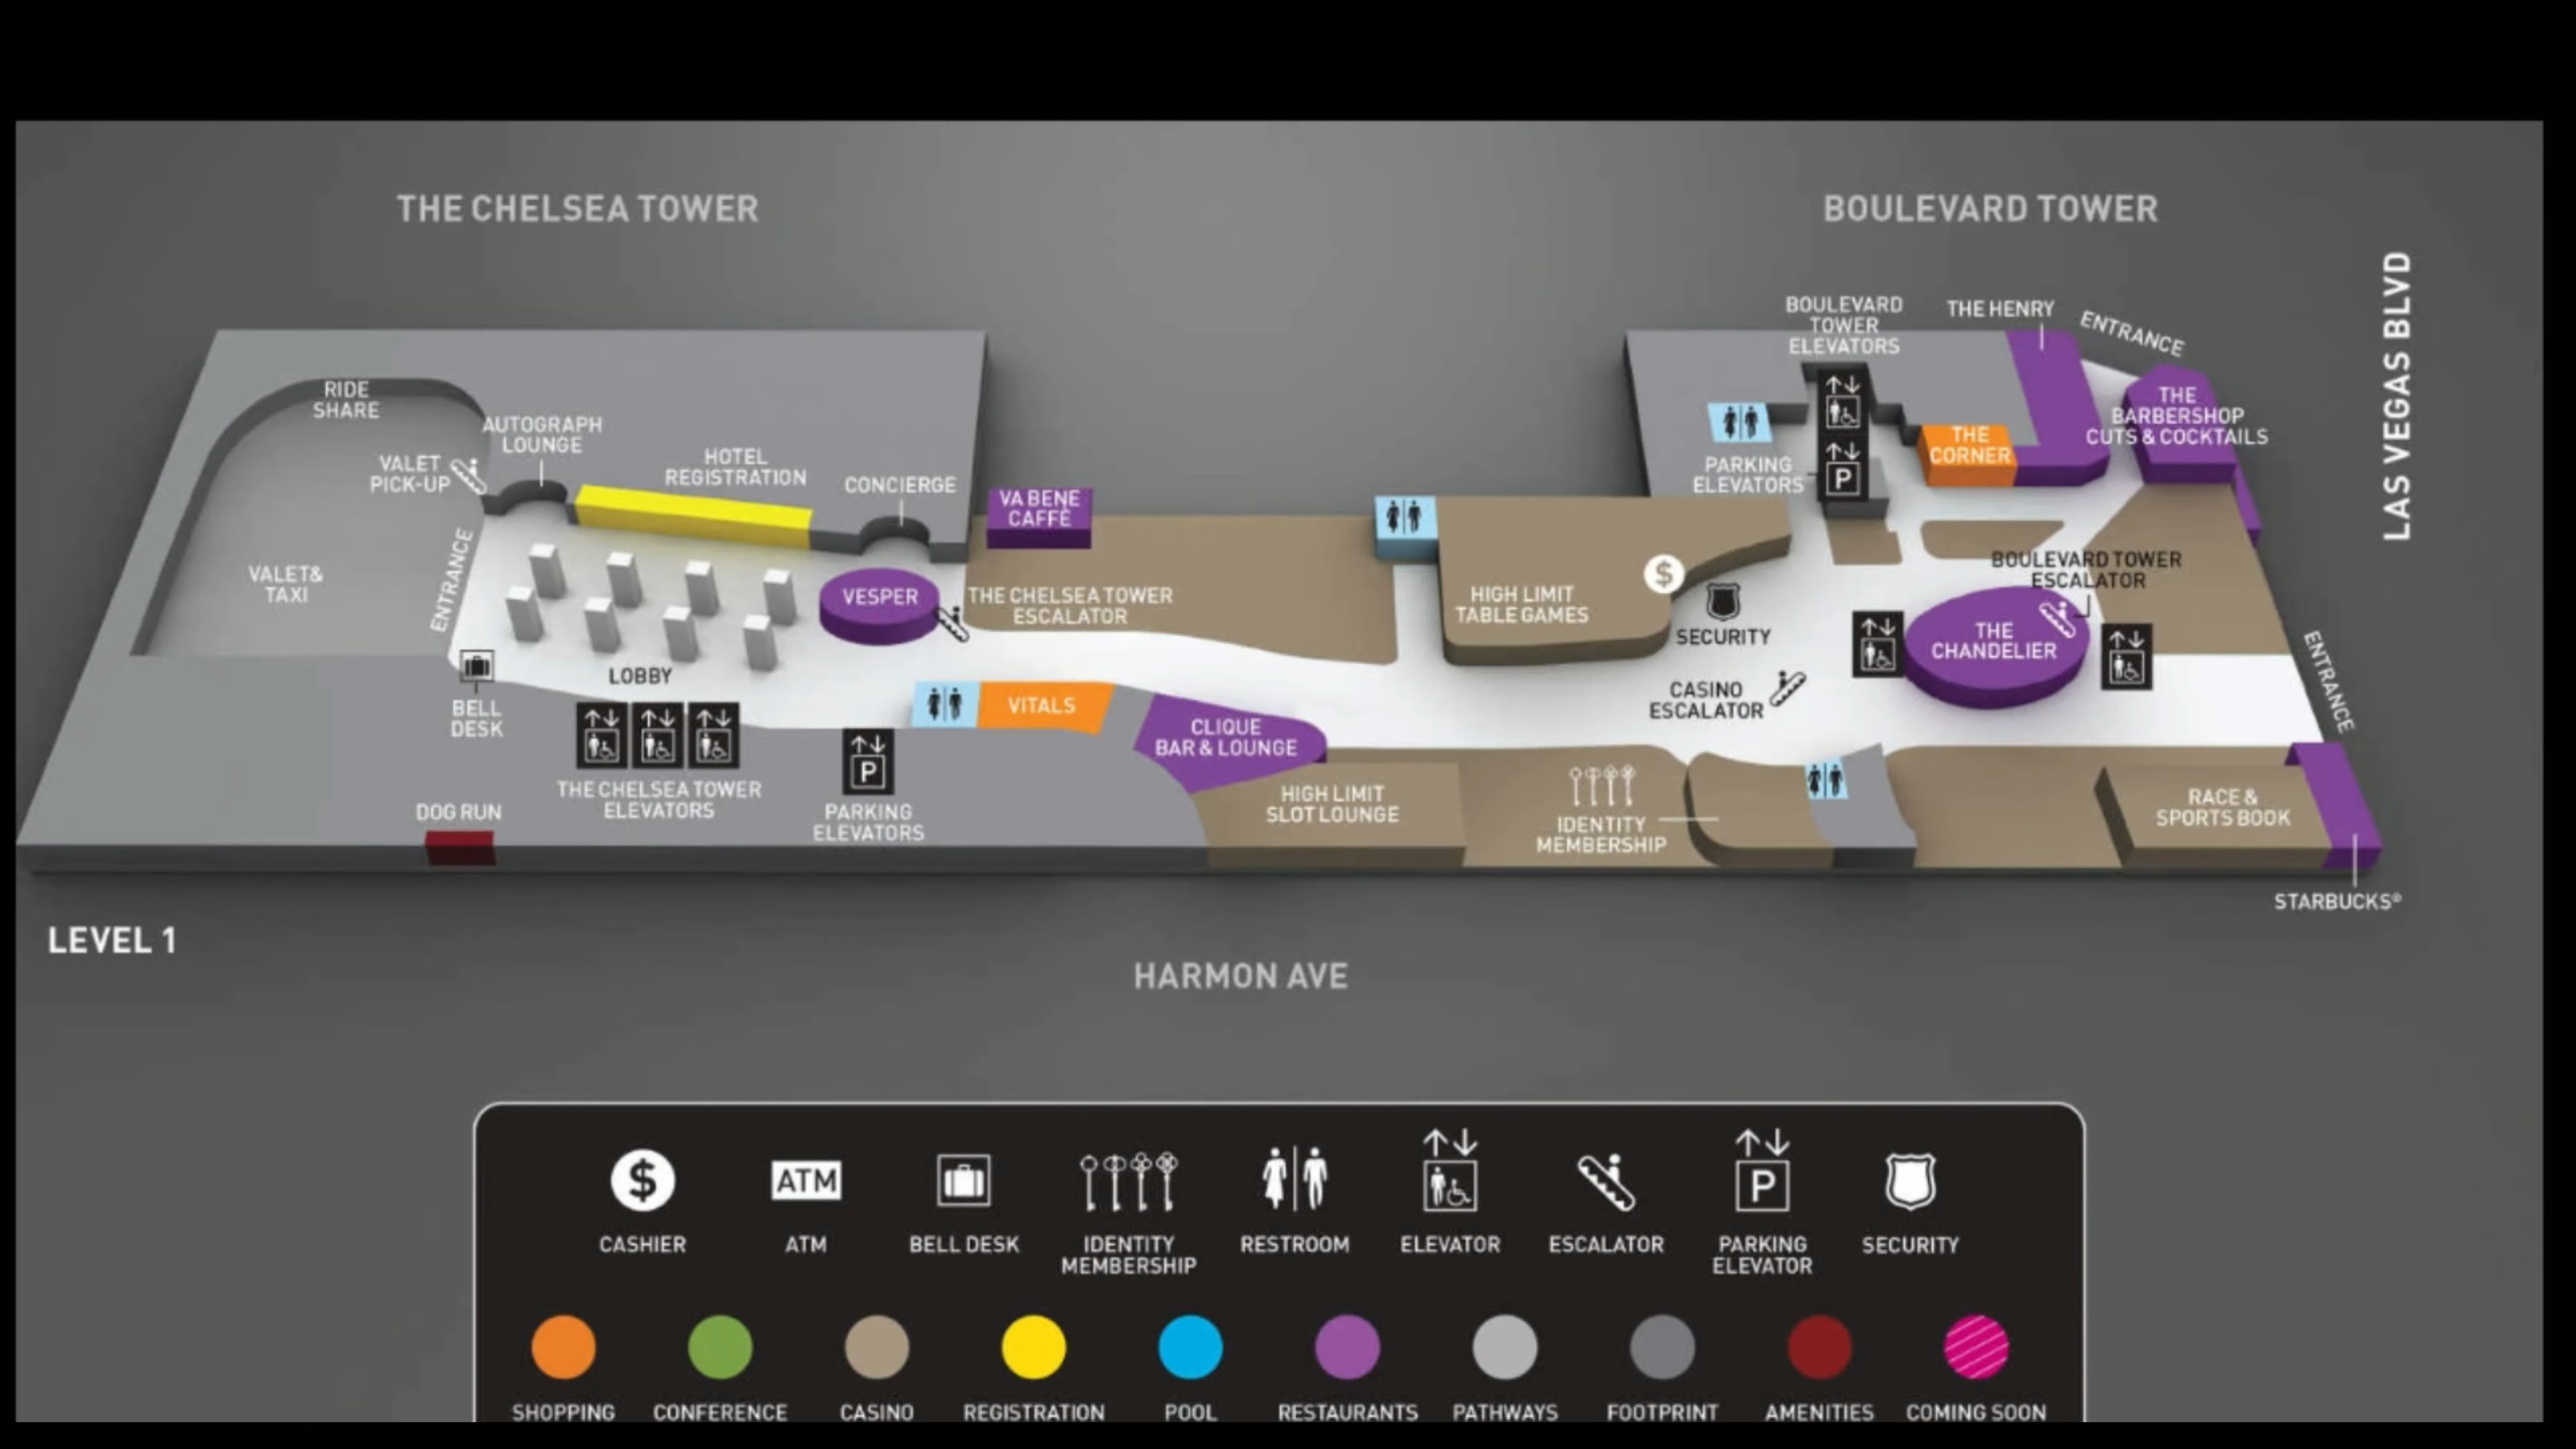 THE CHELSEA TOWER
BOULEVARD TOWER
LAS VEGAS BLVD
BOULEVARD
TOWER
ELEVATORS
THE HENRY
ENTRANCE
RIDE
SHARE
AUTOGRAPH
LOUNGE
VALET
PICK-UP
HOTEL
REGISTRATION
CONCIERGE
VA BENE
CAFFÈ
PARKING
ELEVATORS
P
THE
CORNER
THE
BARBERSHOP
CUTS & COCKTAILS
VALET&
TAXI
ENTRANCE
VESPER
THE CHELSEA TOWER
ESCALATOR
HIGH LIMIT
TABLE GAMES
$
SECURITY
BOULEVARD TOWER
ESCALATOR
THE
CHANDELIER
ENTRANCE
LOBBY
BELL
DESK
VITALS
CLIQUE
BAR & LOUNGE
CASINO
ESCALATOR
THE CHELSEA TOWER
ELEVATORS
P
PARKING
ELEVATORS
DOG RUN
HIGH LIMIT
SLOT LOUNGE
IDENTITY
MEMBERSHIP
RACE &
SPORTS BOOK
STARBUCKS®
LEVEL 1
HARMON AVE
$
ATM
P
CASHIER
ATM
BELL DESK
IDENTITY
MEMBERSHIP
RESTROOM
ELEVATOR
ESCALATOR
PARKING
ELEVATOR
SECURITY
SHOPPING
CONFERENCE
CASINO
REGISTRATION
POOL
RESTAURANTS
PATHWAYS
FOOTPRINT
AMENITIES
COMING SOON